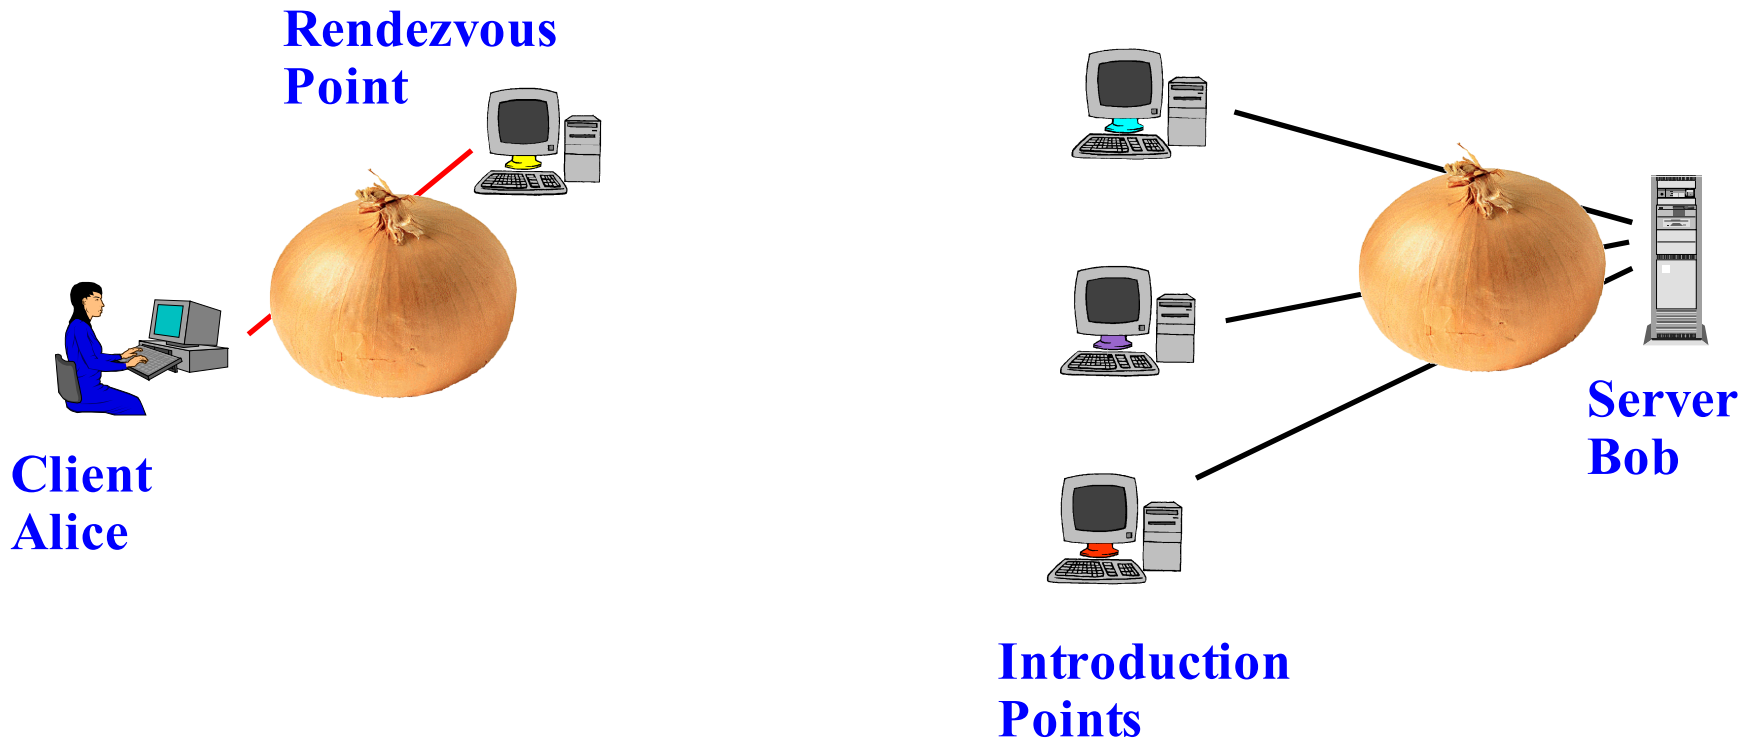 Rendezvous
Point
Client
Alice
Server
Bob
Introduction
Points